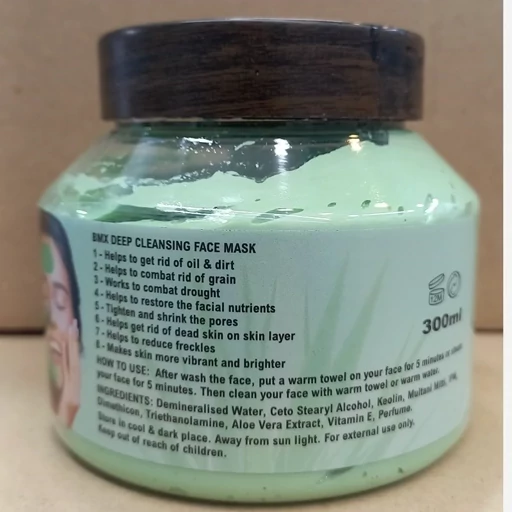 BMX DEEP CLEANSING FACE MASK
1 - Helps to get rid of oil & dirt
2 - Helps to combat rid of grain
3 - Works to combat drought
4 - Helps to restore the facial nutrients
5 - Tighten and shrink the pores
6 - Helps get rid of dead skin on skin layer
7 - Helps to reduce freckles
8 - Makes skin more vibrant and brighter
HOW TO USE: After wash the face, put a warm towel on your face for 5 minutes
your face for 5 minutes. Then clean your face with warm towel or warm water.
INGREDIENTS: Demineralised Water, Ceto Stearyl Alcohol, Keolin, Multani Mitti,
Dimethicon, Triethanolamine, Aloe Vera Extract, Vitamin E, Perfume.
Store in cool & dark place. Away from sun light. For external use only.
Keep out of reach of children.
12M
300ml